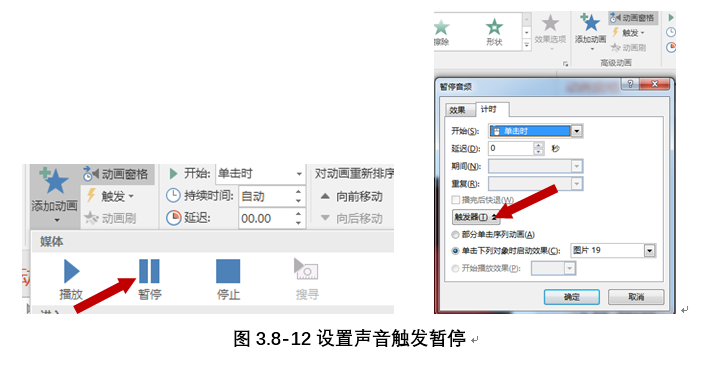 添加动画
动画窗格
触发
动画刷
开始: 单击时
持续时间: 自动
延迟: 00.00
对动画重新排序
向前移动
向后移动
媒体
播放
暂停
停止
搜寻
擦除
形状
效果选项
添加动画
动画窗格
触发
动画刷
高级动画
暂停音频
效果
计时
开始(S): 单击时
延迟(D): 0 秒
期间(N):
重复(R):
播完后快退(W)
触发器(T)
部分单击序列动画(A)
单击下列对象时启动效果(C): 图片 19
开始播放效果(P):
确定
取消
图 3.8-12 设置声音触发暂停